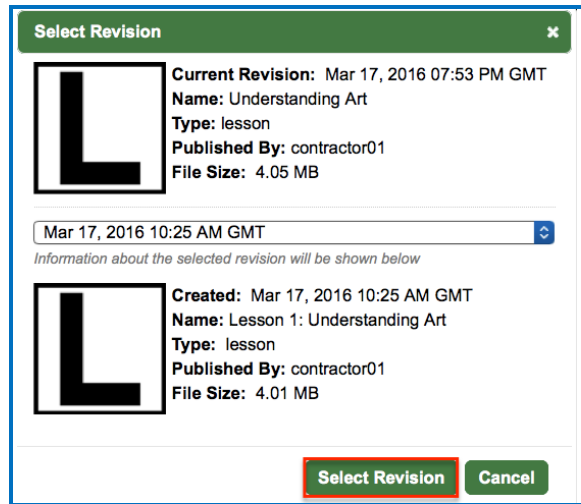 Select Revision ×
L
Current Revision: Mar 17, 2016 07:53 PM GMT
Name: Understanding Art
Type: lesson
Published By: contractor01
File Size: 4.05 MB
Mar 17, 2016 10:25 AM GMT
Information about the selected revision will be shown below
L
Created: Mar 17, 2016 10:25 AM GMT
Name: Lesson 1: Understanding Art
Type: lesson
Published By: contractor01
File Size: 4.01 MB
Select Revision Cancel